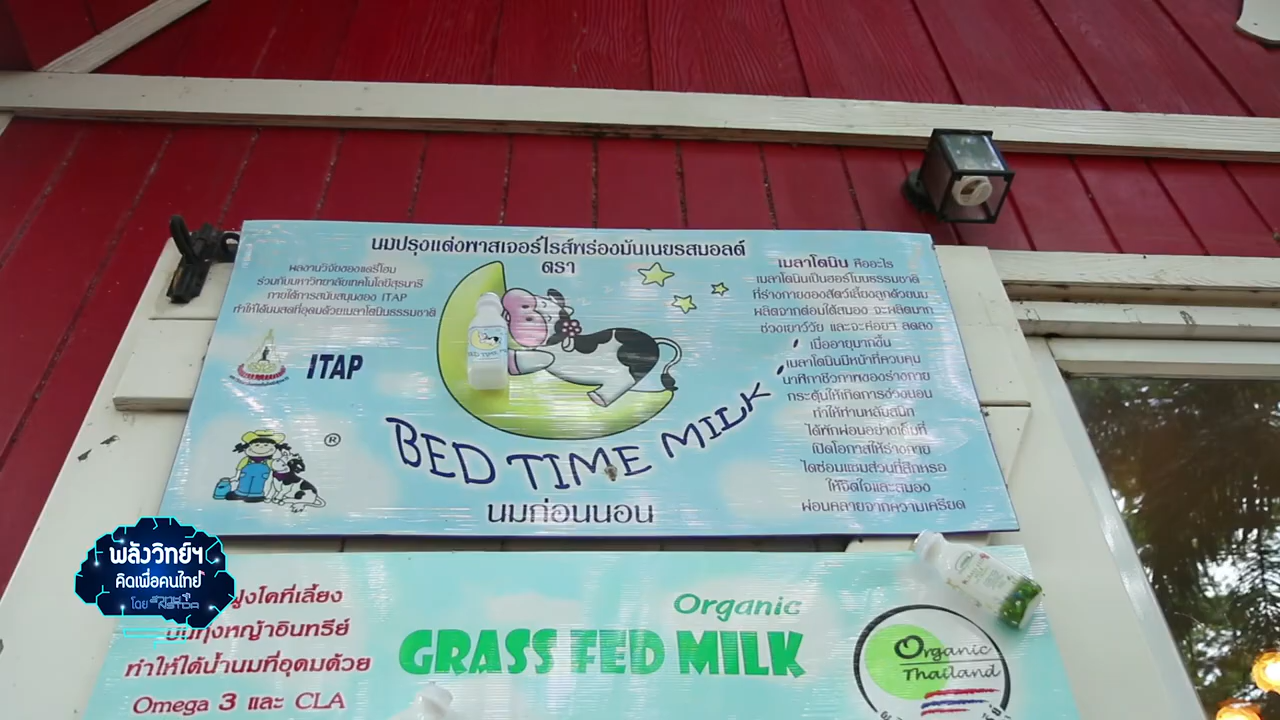 นมปรุงแต่งพาสเจอร์ไรส์พร่องมันเนยรสมอลต์
ตรา
ผลงานวิจัยของแดรี่โฮม
ร่วมกับมหาวิทยาลัยเทคโนโลยีสุรนารี
ภายใต้การสนับสนุนของ ITAP
ทำให้ได้นมสดที่อุดมด้วยเมลาโตนินธรรมชาติ
ITAP
®
BED TIME MILK
นมก่อนนอน
เมลาโตนิน คืออะไร
เมลาโตนินเป็นฮอร์โมนธรรมชาติ
ที่ร่างกายของสัตว์เลี้ยงลูกด้วยนม
ผลิตจากต่อมใต้สมอง จะผลิตมาก
ช่วงเยาว์วัย และจะค่อยๆ ลดลง
เมื่ออายุมากขึ้น
เมลาโตนินมีหน้าที่ควบคุม
นาฬิกาชีวภาพของร่างกาย
กระตุ้นให้เกิดการง่วงนอน
ทำให้ท่านหลับสนิท
ได้พักผ่อนอย่างเต็มที่
เปิดโอกาสให้ร่างกาย
ได้ซ่อมแซมส่วนที่สึกหรอ
ให้จิตใจและสมอง
ผ่อนคลายจากความเครียด
พลังวิทย์ฯ
คิดเพื่อคนไทย
โดย สวทช NSTDA
ฝูงโคที่เลี้ยง
บนทุ่งหญ้าอินทรีย์
ทำให้ได้น้ำนมที่อุดมด้วย
Omega 3 และ CLA
Organic
GRASS FED MILK
Organic
Thailand